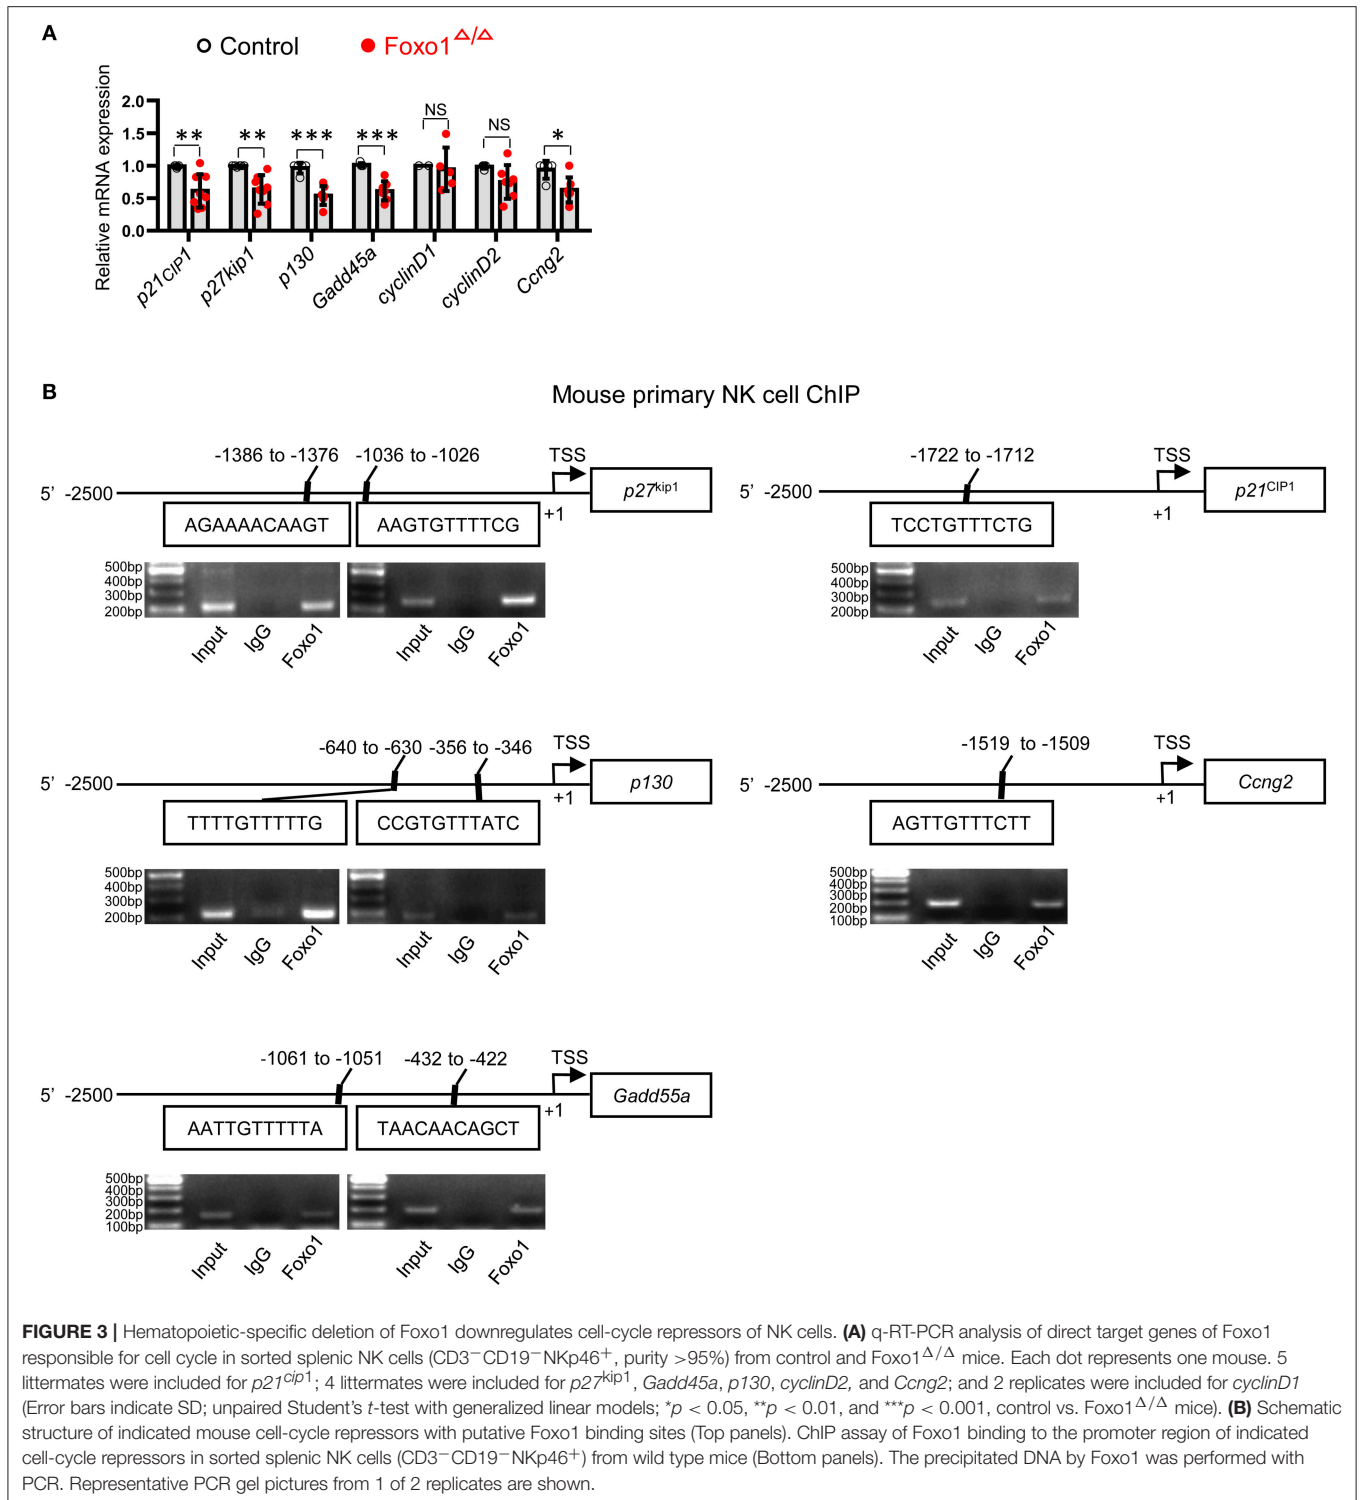 A
Control
Foxo1Δ/Δ
Relative mRNA expression
2.0
1.5
1.0
0.5
0.0
**
**
***
***
NS
NS
*
p21CIP1
p27kip1
p130
Gadd45a
cyclinD1
cyclinD2
Ccng2
B
Mouse primary NK cell ChIP
-1386 to -1376
-1036 to -1026
TSS
5’ -2500
p27kip1
+1
AGAAAACAAGT
AAGTGTTTTCG
500bp
400bp
300bp
200bp
Input
IgG
Foxo1
Input
IgG
Foxo1
-1722 to -1712
TSS
5’ -2500
p21CIP1
+1
TCCTGTTTCTG
500bp
400bp
300bp
200bp
Input
IgG
Foxo1
-640 to -630
-356 to -346
TSS
5’ -2500
p130
+1
TTTTGTTTTTG
CCGTGTTTATC
500bp
400bp
300bp
200bp
Input
IgG
Foxo1
Input
IgG
Foxo1
-1519 to -1509
TSS
5’ -2500
Ccng2
+1
AGTTGTTTCTT
500bp
400bp
300bp
200bp
100bp
Input
IgG
Foxo1
-1061 to -1051
-432 to -422
TSS
5’ -2500
Gadd55a
+1
AATTGTTTTTA
TAACAACAGCT
500bp
400bp
300bp
200bp
100bp
Input
IgG
Foxo1
Input
IgG
Foxo1
FIGURE 3 | Hematopoietic-specific deletion of Foxo1 downregulates cell-cycle repressors of NK cells. (A) q-RT-PCR analysis of direct target genes of Foxo1
responsible for cell cycle in sorted splenic NK cells (CD3−CD19−NKp46+, purity >95%) from control and Foxo1Δ/Δ mice. Each dot represents one mouse. 5
littermates were included for p21cip1; 4 littermates were included for p27kip1, Gadd45a, p130, cyclinD2, and Ccng2; and 2 replicates were included for cyclinD1
(Error bars indicate SD; unpaired Student’s t-test with generalized linear models; *p < 0.05, **p < 0.01, and ***p < 0.001, control vs. Foxo1Δ/Δ mice). (B) Schematic
structure of indicated mouse cell-cycle repressors with putative Foxo1 binding sites (Top panels). ChIP assay of Foxo1 binding to the promoter region of indicated
cell-cycle repressors in sorted splenic NK cells (CD3−CD19−NKp46+) from wild type mice (Bottom panels). The precipitated DNA by Foxo1 was performed with
PCR. Representative PCR gel pictures from 1 of 2 replicates are shown.